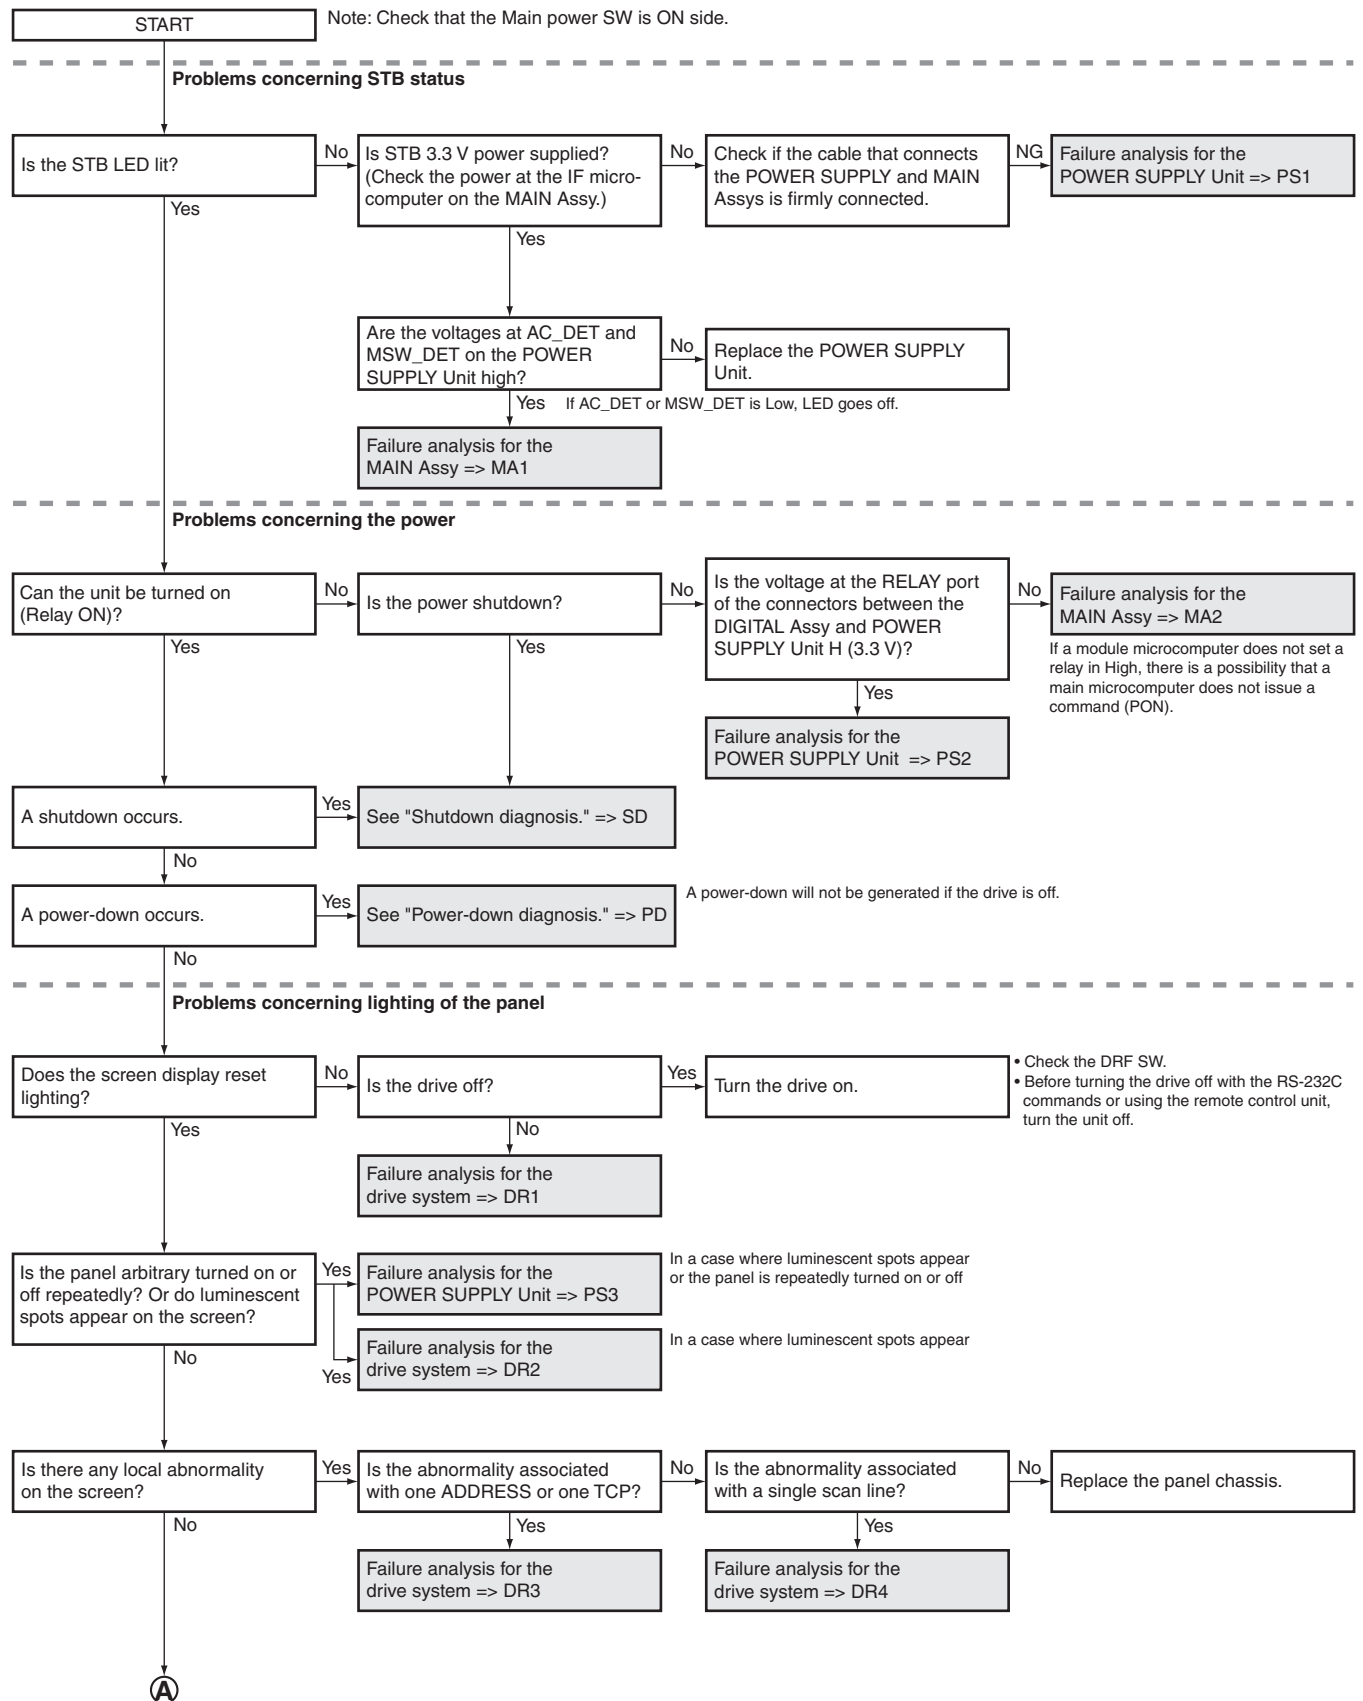 START
Note: Check that the Main power SW is ON side.
Problems concerning STB status
Is the STB LED lit?
No
Is STB 3.3 V power supplied?
(Check the power at the IF micro-
computer on the MAIN Assy.)
No
Check if the cable that connects
the POWER SUPPLY and MAIN
Assys is firmly connected.
NG
Failure analysis for the
POWER SUPPLY Unit => PS1
Yes
Yes
Are the voltages at AC_DET and
MSW_DET on the POWER
SUPPLY Unit high?
No
Replace the POWER SUPPLY
Unit.
Yes
If AC_DET or MSW_DET is Low, LED goes off.
Failure analysis for the
MAIN Assy => MA1
Problems concerning the power
Can the unit be turned on
(Relay ON)?
No
Is the power shutdown?
No
Is the voltage at the RELAY port
of the connectors between the
DIGITAL Assy and POWER
SUPPLY Unit H (3.3 V)?
No
Failure analysis for the
MAIN Assy => MA2
If a module microcomputer does not set a
relay in High, there is a possibility that a
main microcomputer does not issue a
command (PON).
Yes
Yes
Yes
Failure analysis for the
POWER SUPPLY Unit => PS2
A shutdown occurs.
Yes
See "Shutdown diagnosis." => SD
No
A power-down occurs.
Yes
See "Power-down diagnosis." => PD
A power-down will not be generated if the drive is off.
No
Problems concerning lighting of the panel
Does the screen display reset
lighting?
No
Is the drive off?
Yes
Turn the drive on.
• Check the DRF SW.
• Before turning the drive off with the RS-232C
commands or using the remote control unit,
turn the unit off.
Yes
No
Failure analysis for the
drive system => DR1
Is the panel arbitrary turned on or
off repeatedly? Or do luminescent
spots appear on the screen?
Yes
Failure analysis for the
POWER SUPPLY Unit => PS3
In a case where luminescent spots appear
or the panel is repeatedly turned on or off
Yes
Failure analysis for the
drive system => DR2
In a case where luminescent spots appear
No
Is there any local abnormality
on the screen?
Yes
Is the abnormality associated
with one ADDRESS or one TCP?
No
Is the abnormality associated
with a single scan line?
No
Replace the panel chassis.
No
Yes
Yes
Failure analysis for the
drive system => DR3
Failure analysis for the
drive system => DR4
A